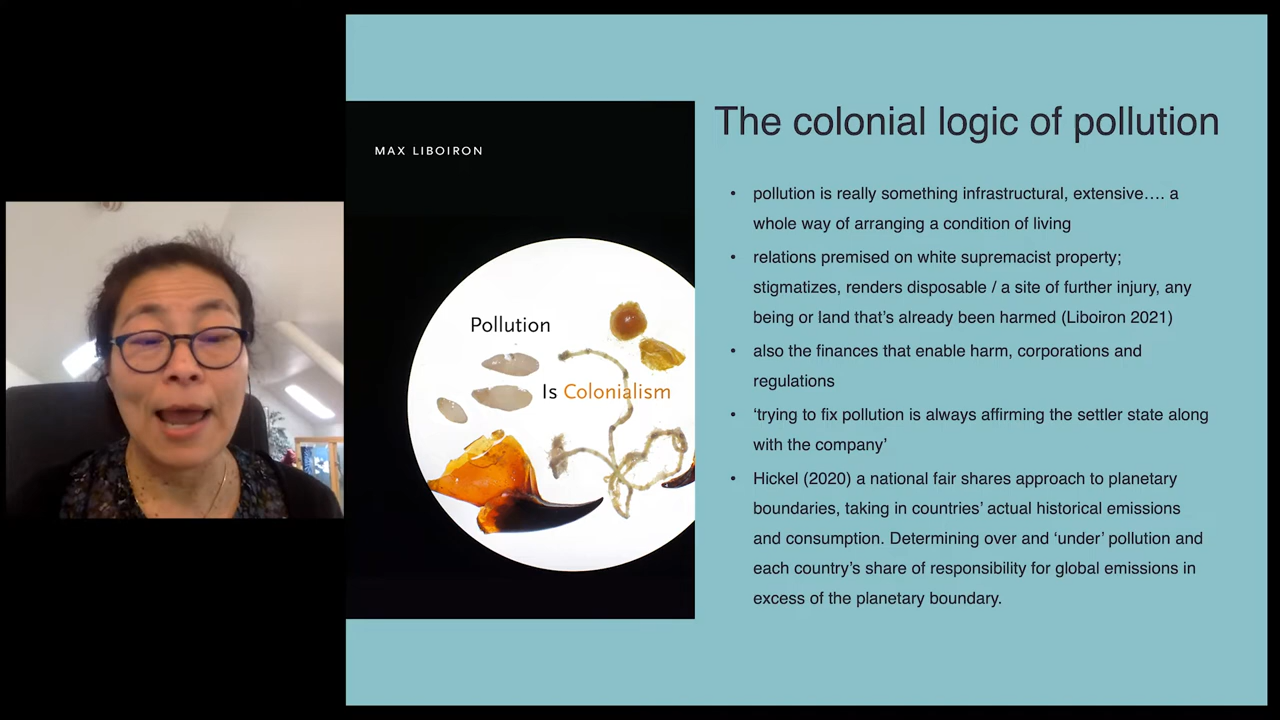 MAX LIBOIRON
Pollution
Is Colonialism
The colonial logic of pollution
• pollution is really something infrastructural, extensive…. a
whole way of arranging a condition of living
• relations premised on white supremacist property;
stigmatizes, renders disposable / a site of further injury, any
being or land that’s already been harmed (Liboiron 2021)
• also the finances that enable harm, corporations and
regulations
• ‘trying to fix pollution is always affirming the settler state along
with the company’
• Hickel (2020) a national fair shares approach to planetary
boundaries, taking in countries’ actual historical emissions
and consumption. Determining over and ‘under’ pollution and
each country’s share of responsibility for global emissions in
excess of the planetary boundary.